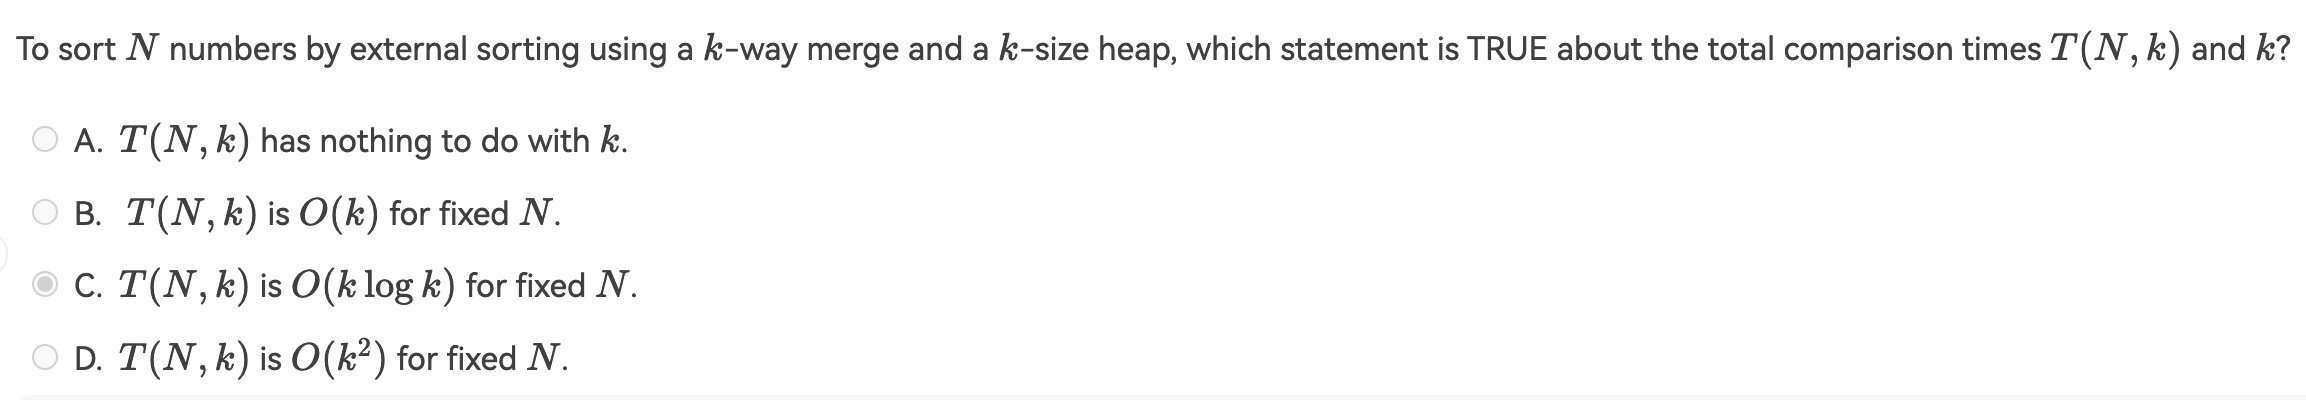 To sort N numbers by external sorting using a k-way merge and a k-size heap, which statement is TRUE about the total comparison times T(N, k) and k?
A. T(N, k) has nothing to do with k.
B. T(N, k) is O(k) for fixed N.
C. T(N, k) is O(k log k) for fixed N.
D. T(N, k) is O(k²) for fixed N.